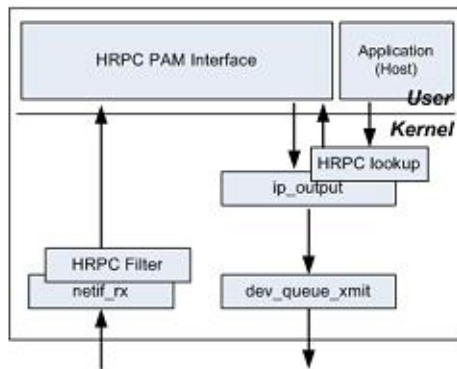 HRPC PAM Interface
Application
(Host)
User
Kernel
HRPC lookup
ip_output
HRPC Filter
netif_rx
dev_queue_xmit